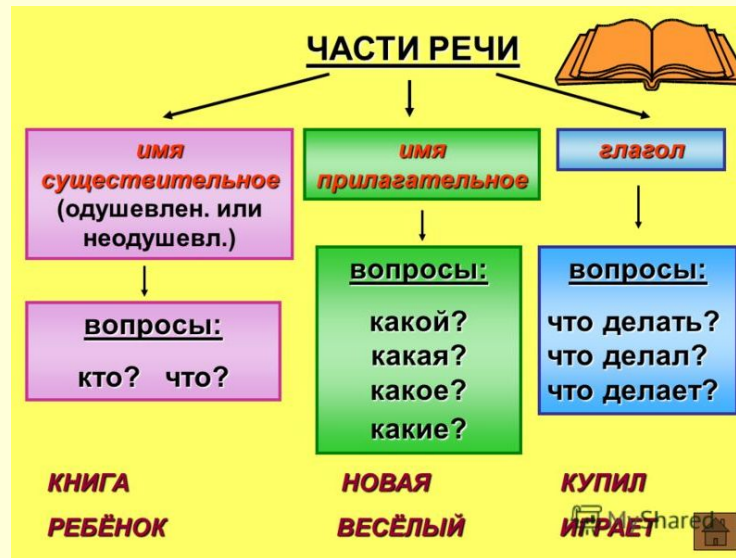 ЧАСТИ РЕЧИ
имя
существительное
(одушевлен. или
неодушевл.)
вопросы:
кто? что?
имя
прилагательное
вопросы:
какой?
какая?
какое?
какие?
глагол
вопросы:
что делать?
что делал?
что делает?
КНИГА НОВАЯ КУПИЛ
РЕБЁНОК ВЕСЁЛЫЙ ИГРАЕТ
MyShared